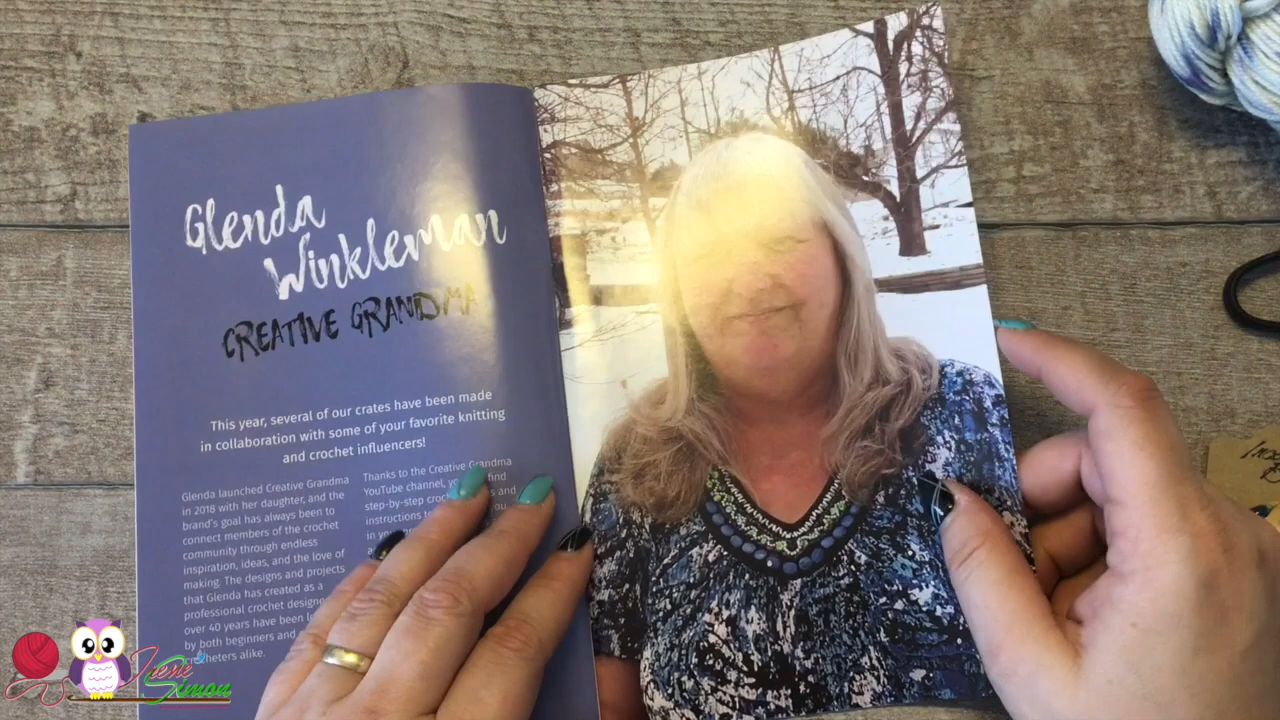 Glenda
Winkleman
CREATIVE GRANDMA
This year, several of our crates have been made
in collaboration with some of your favorite knitting
and crochet influencers!
Glenda launched Creative Grandma
in 2018 with her daughter, and the
brand's goal has always been to
connect members of the crochet
community through endless
inspiration, ideas, and the love of
making. The designs and projects
that Glenda has created as a
professional crochet
over 40 years have been
by both beginners and
alike.
Thanks to the Creative Grandma
YouTube channel, find
step-by-step and
instructions
in
Irene &
Simon